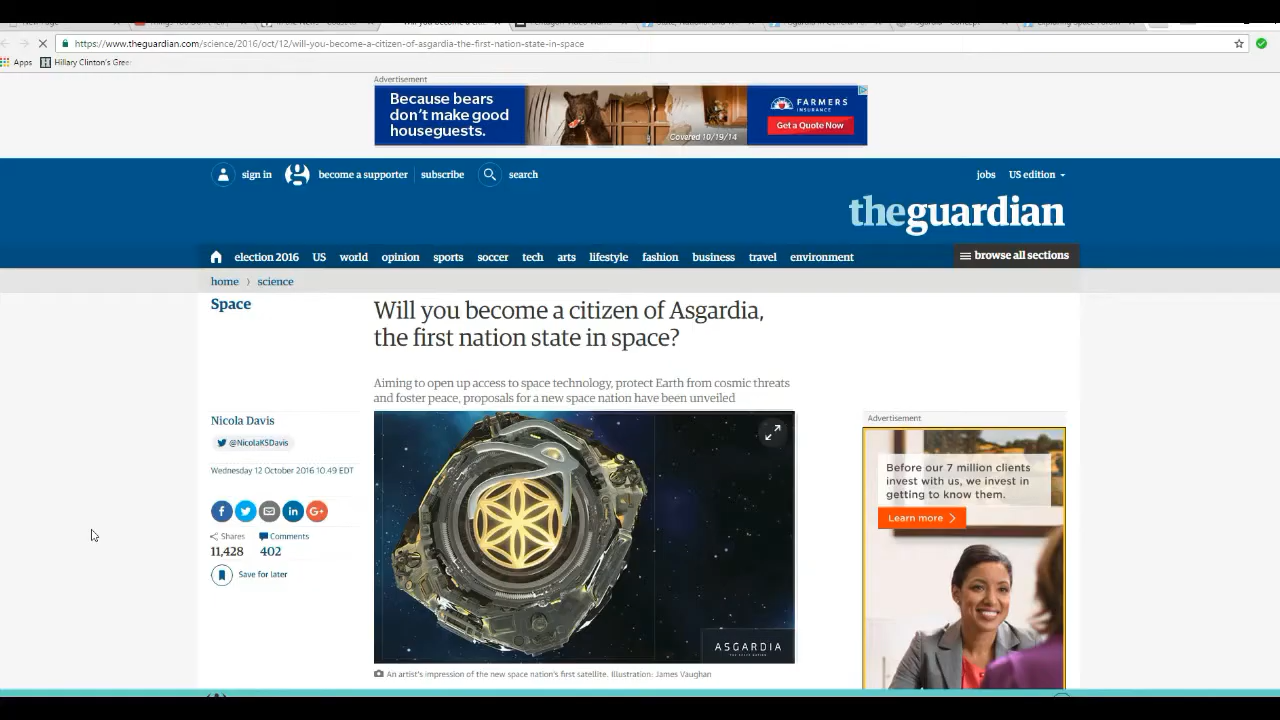 https://www.theguardian.com/science/2016/oct/12/will-you-become-a-citizen-of-asgardia-the-first-nation-state-in-space
Apps
Hillary Clinton's Gree
Advertisement
Because bears
don't make good
houseguests.
Covered 10/19/14
FARMERS
INSURANCE
Get a Quote Now
sign in
become a supporter
subscribe
search
jobs
US edition
theguardian
election 2016
US
world
opinion
sports
soccer
tech
arts
lifestyle
fashion
business
travel
environment
browse all sections
home
science
Space
Will you become a citizen of Asgardia,
the first nation state in space?
Aiming to open up access to space technology, protect Earth from cosmic threats
and foster peace, proposals for a new space nation have been unveiled
Nicola Davis
@NicolaKSDavis
Wednesday 12 October 2016 10.49 EDT
Shares
11,428
Comments
402
Save for later
ASGARDIA
THE SPACE NATION
An artist's impression of the new space nation's first satellite. Illustration: James Vaughan
Advertisement
Before our 7 million clients
invest with us, we invest in
getting to know them.
Learn more